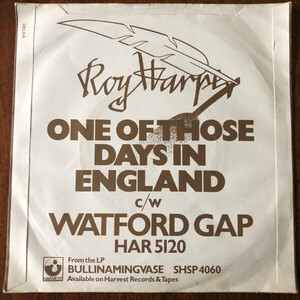 Roy Harper
ONE OF THOSE
DAYS IN
ENGLAND
c/w
WATFORD GAP
HAR 5120
From the LP
BULLINAMINGVASE SHSP 4060
Available on Harvest Records & Tapes